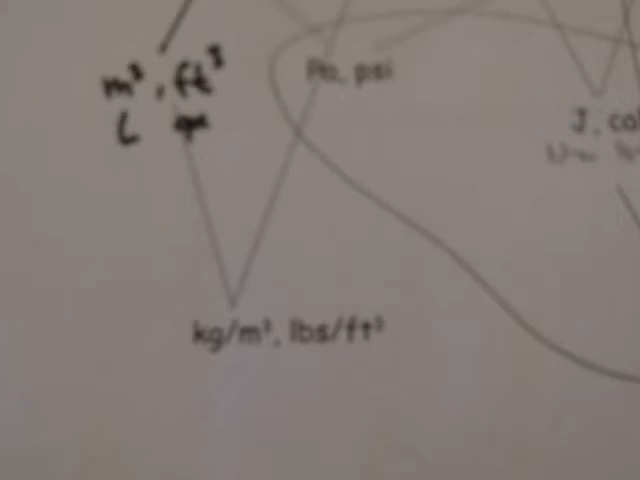 m³, ft³
L
Pa, psi
J, cal
kg/m³, lbs/ft³